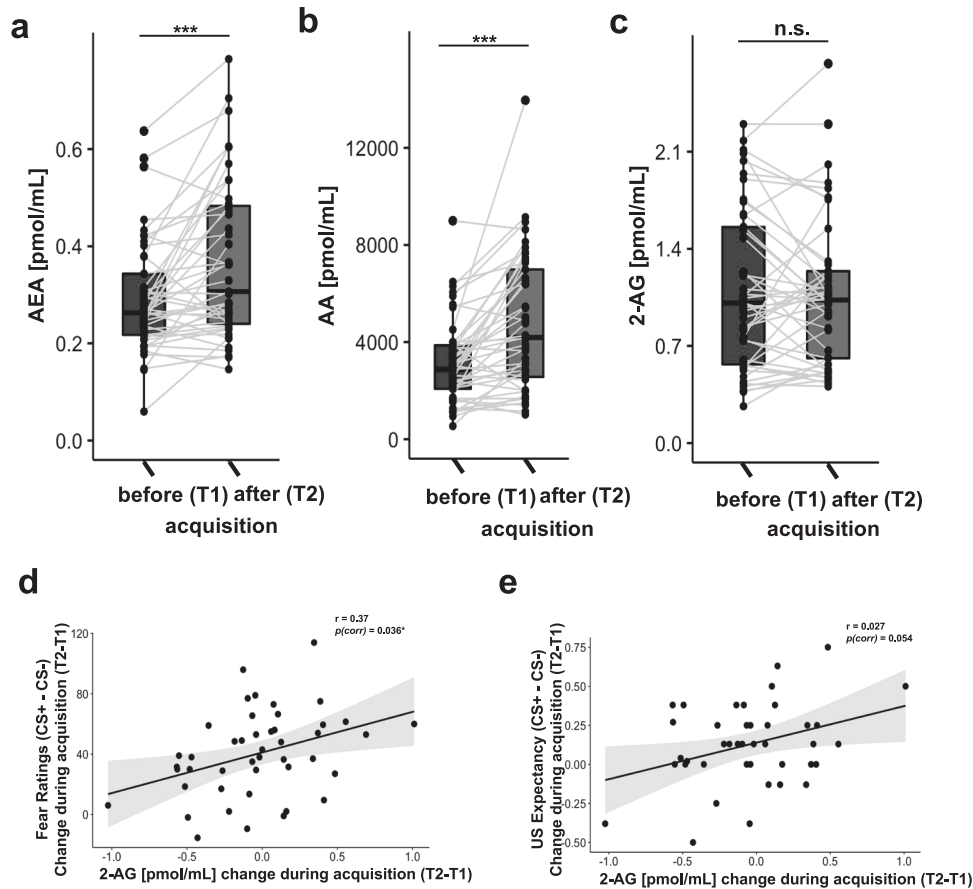 a
***
AEA [pmol/mL]
0.6
0.4
0.2
0.0
before (T1) after (T2)
acquisition
b
***
AA [pmol/mL]
12000
8000
4000
0
before (T1) after (T2)
acquisition
c
n.s.
2-AG [pmol/mL]
2.1
1.4
0.7
0.0
before (T1) after (T2)
acquisition
d
r = 0.37
p(corr) = 0.036*
Fear Ratings (CS+ - CS-)
Change during acquisition (T2-T1)
120
80
40
0
-1.0 -0.5 0.0 0.5 1.0
2-AG [pmol/mL] change during acquisition (T2-T1)
e
r = 0.027
p(corr) = 0.054
US Expectancy (CS+ - CS-)
Change during acquisition (T2-T1)
0.75
0.50
0.25
0.00
-0.25
-0.50
-1.0 -0.5 0.0 0.5 1.0
2-AG [pmol/mL] change during acquisition (T2-T1)